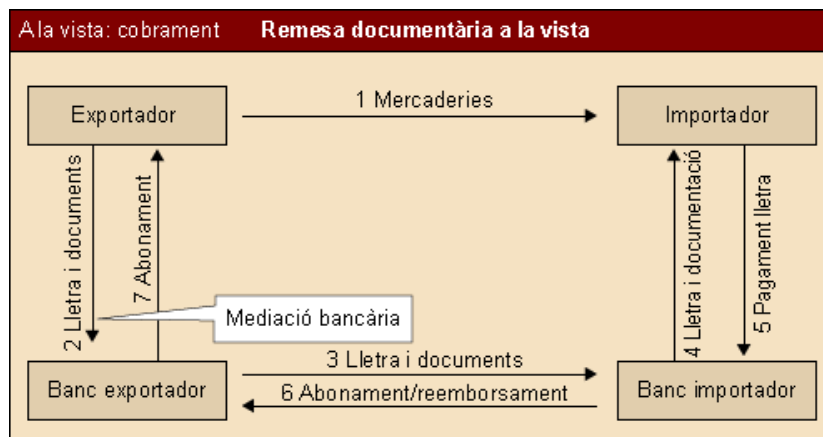 A la vista: cobrament
Remesa documentària a la vista
Exportador
1 Mercaderies
Importador
2 Lletra i documents
7 Abonament
4 Lletra i documentació
5 Pagament lletra
Mediació bancària
Banc exportador
3 Lletra i documents
6 Abonament/reemborsament
Banc importador